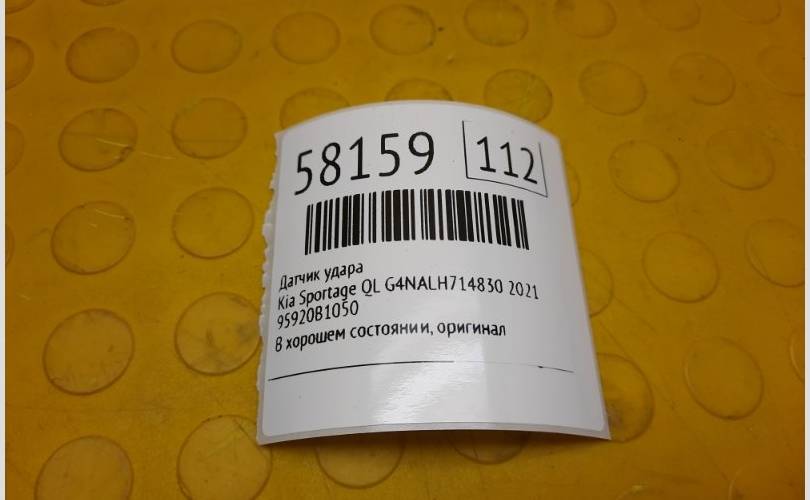 58159 112
Датчик удара
Kia Sportage QL G4NALH714830 2021
95920B1050
В хорошем состоянии, оригинал